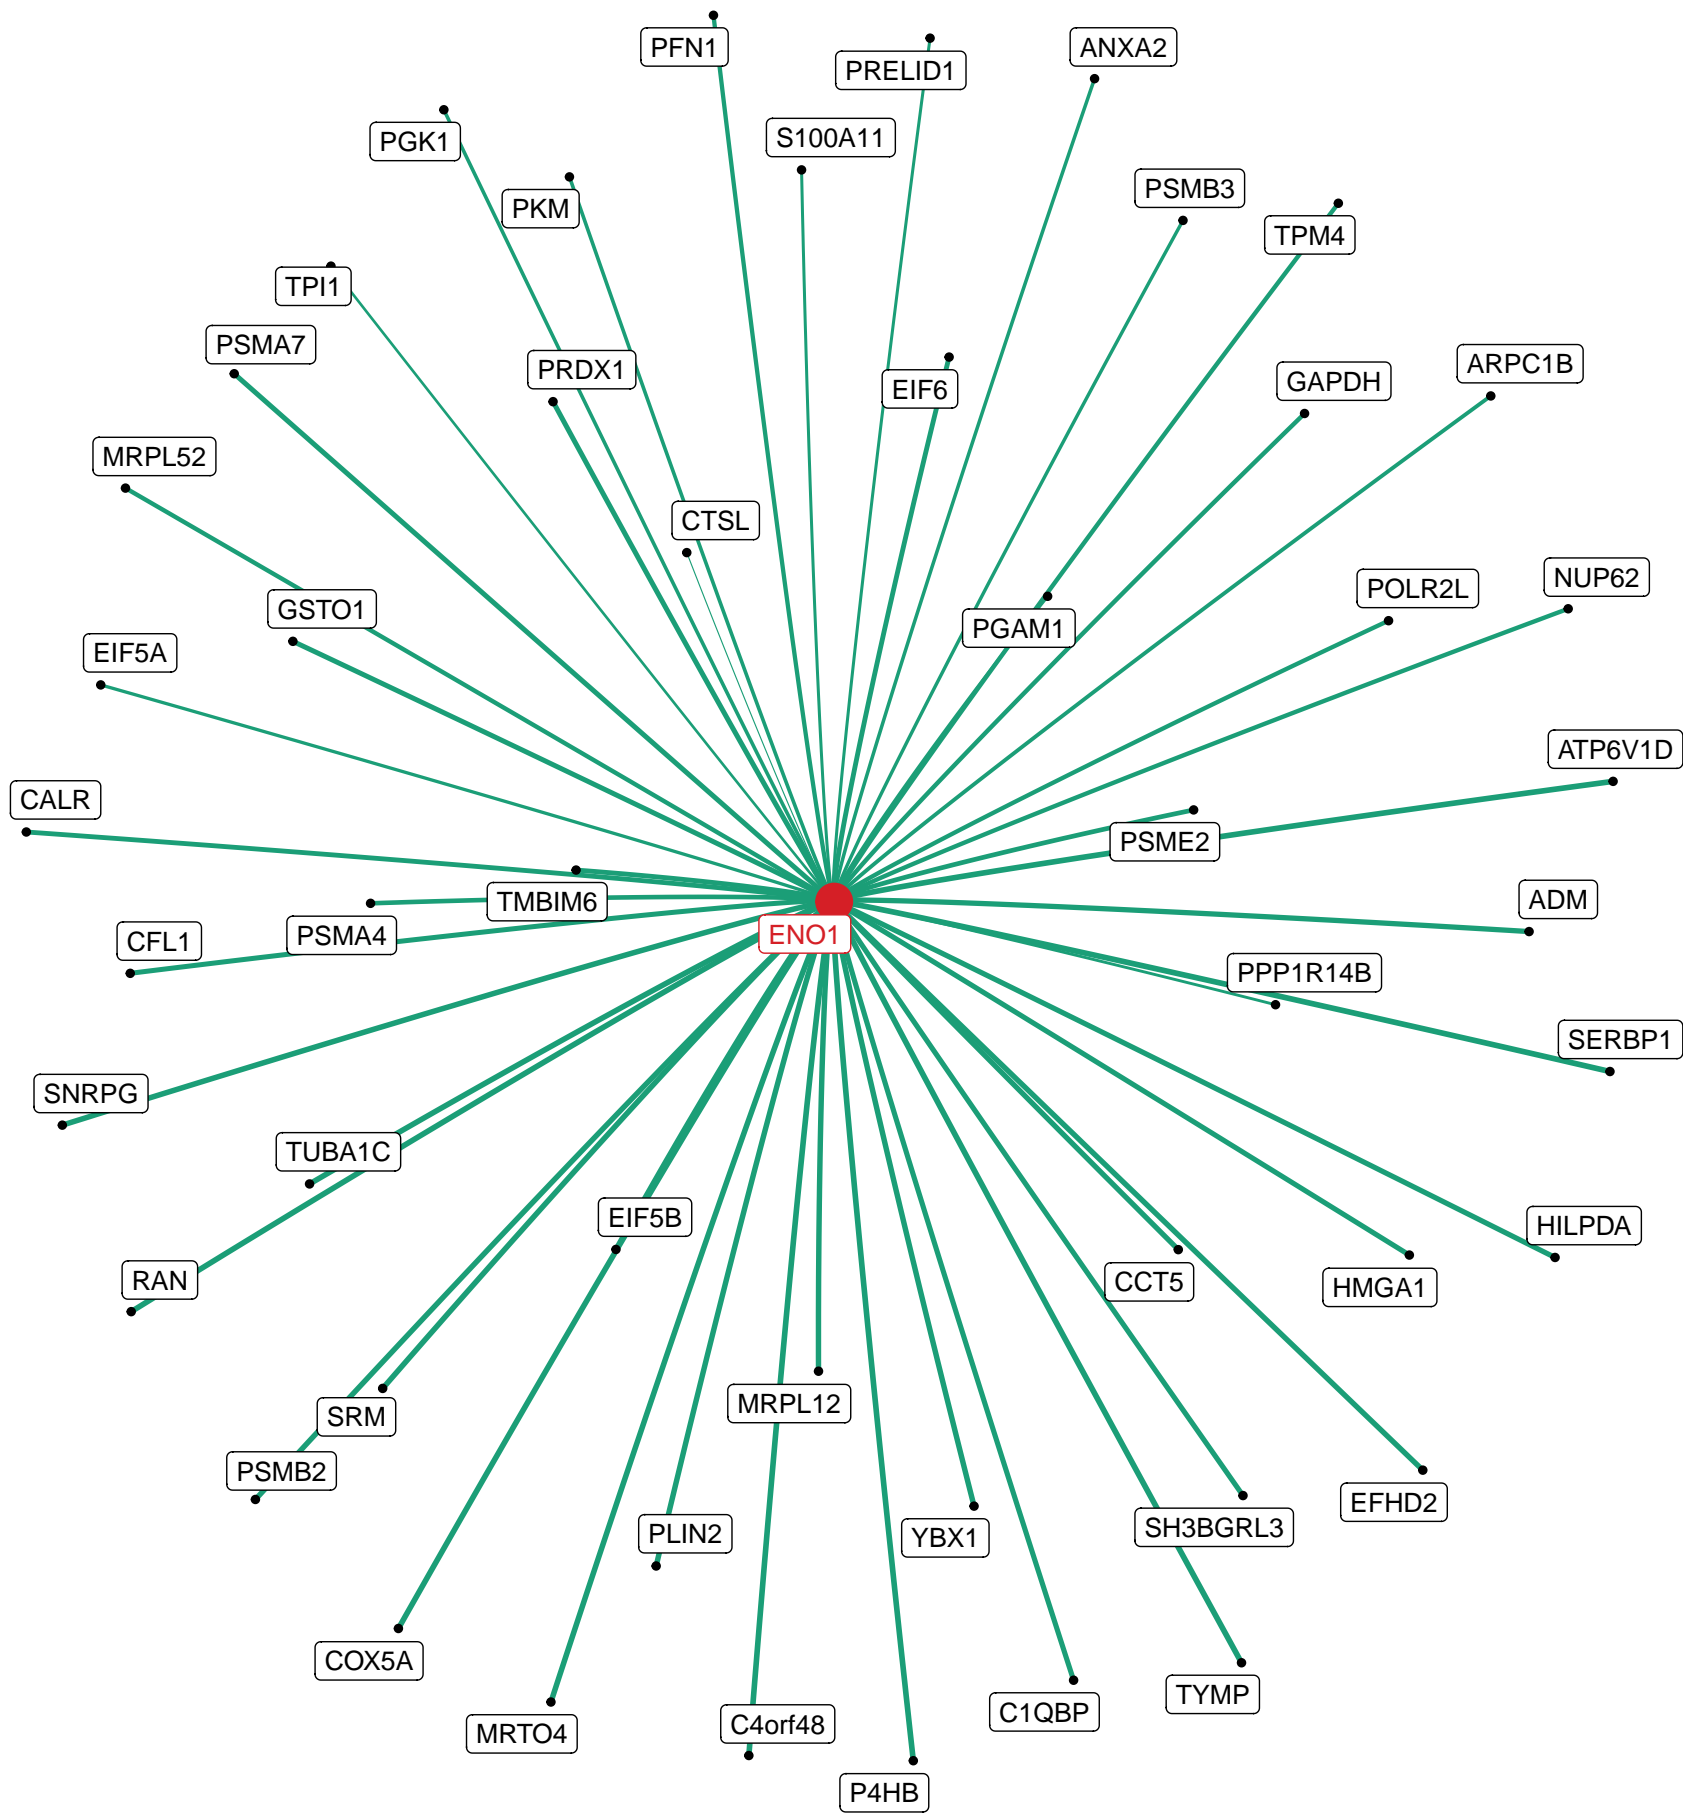 PFN1
PRELID1
ANXA2
PGK1
S100A11
PKM
PSMB3
TPM4
TPI1
PSMA7
PRDX1
EIF6
GAPDH
ARPC1B
MRPL52
CTSL
GSTO1
PGAM1
POLR2L
NUP62
EIF5A
ATP6V1D
CALR
PSME2
TMBIM6
ADM
CFL1
PSMA4
ENO1
PPP1R14B
SERBP1
SNRPG
TUBA1C
EIF5B
HILPDA
RAN
CCT5
HMGA1
SRM
MRPL12
PSMB2
EFHD2
PLIN2
YBX1
SH3BGRL3
COX5A
TYMP
MRTO4
C4orf48
C1QBP
P4HB